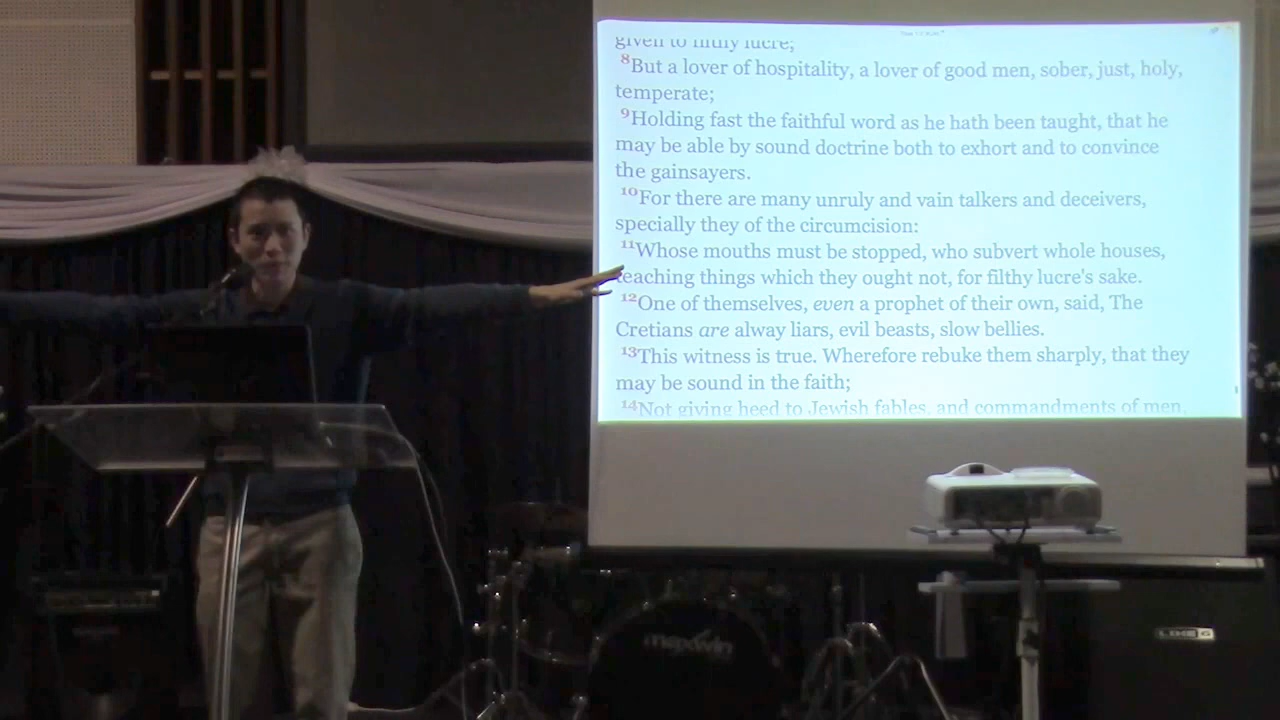 given to filthy lucre;
8But a lover of hospitality, a lover of good men, sober, just, holy,
temperate;
9Holding fast the faithful word as he hath been taught, that he
may be able by sound doctrine both to exhort and to convince
the gainsayers.
10For there are many unruly and vain talkers and deceivers,
specially they of the circumcision:
11Whose mouths must be stopped, who subvert whole houses,
teaching things which they ought not, for filthy lucre's sake.
12One of themselves, even a prophet of their own, said, The
Cretians are alway liars, evil beasts, slow bellies.
13This witness is true. Wherefore rebuke them sharply, that they
may be sound in the faith;
14Not giving heed to Jewish fables, and commandments of men,
mapexwin
LINE 6